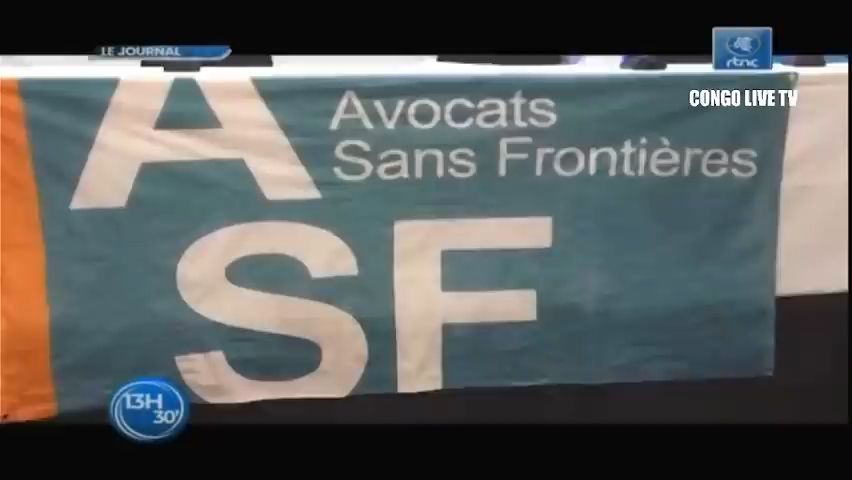 LE JOURNAL
rtnc
CONGO LIVE TV
A
Avocats
Sans Frontières
SF
13H
30'